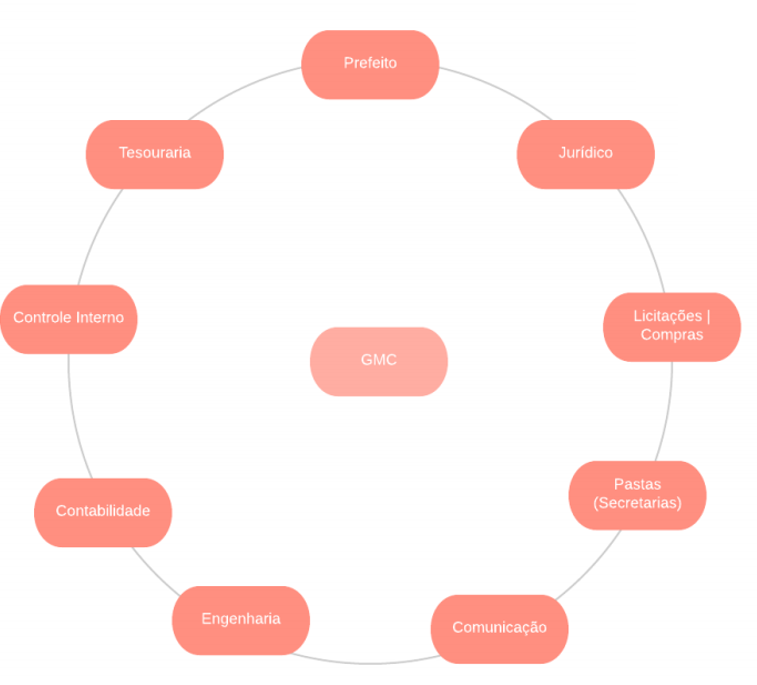 Prefeito
Tesouraria
Jurídico
Controle Interno
Licitações |
Compras
GMC
Pastas
(Secretarias)
Contabilidade
Engenharia
Comunicação